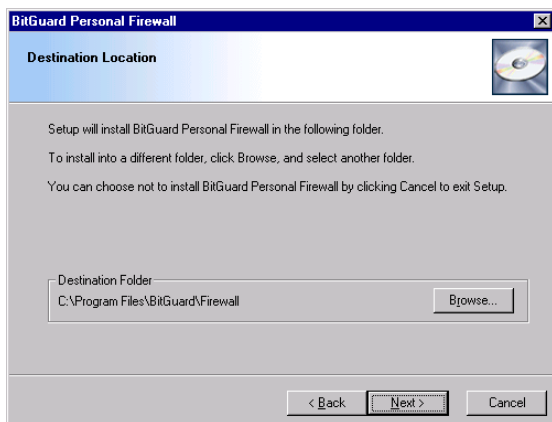 BitGuard Personal Firewall
Destination Location
Setup will install BitGuard Personal Firewall in the following folder.
To install into a different folder, click Browse, and select another folder.
You can choose not to install BitGuard Personal Firewall by clicking Cancel to exit Setup.
Destination Folder
C:\Program Files\BitGuard\Firewall
Browse...
< Back
Next >
Cancel